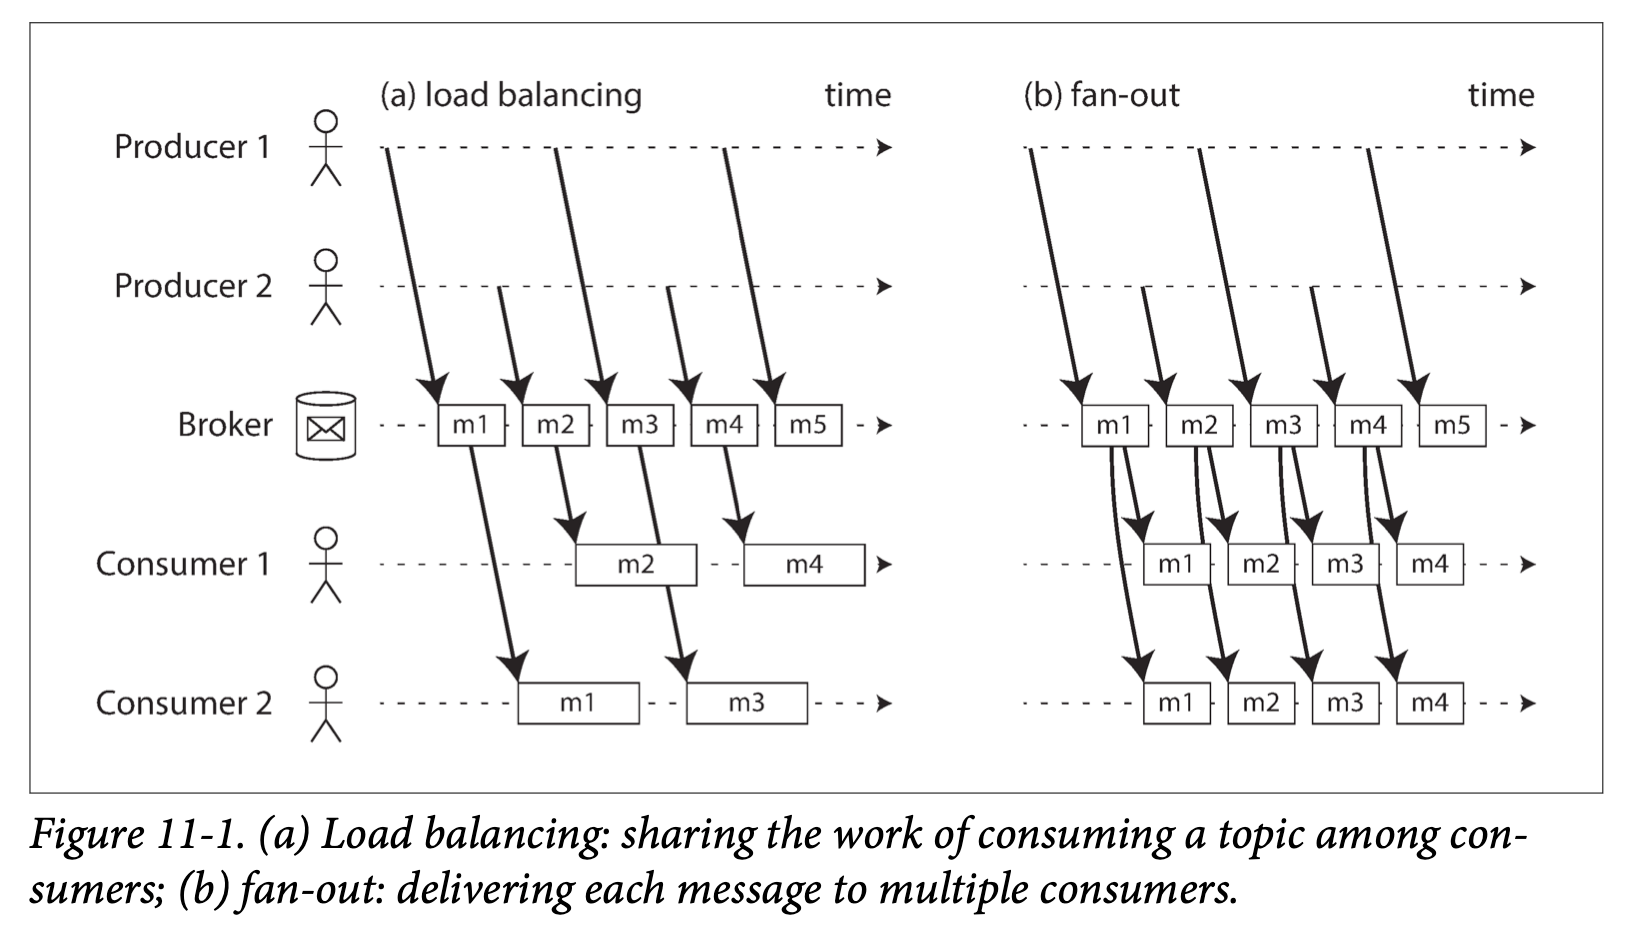 (a) load balancing time (b) fan-out time
Producer 1
Producer 2
Broker m1 m2 m3 m4 m5 m1 m2 m3 m4 m5
Consumer 1 m2 m4 m1 m2 m3 m4
Consumer 2 m1 m3 m1 m2 m3 m4
Figure 11-1. (a) Load balancing: sharing the work of consuming a topic among con-
sumers; (b) fan-out: delivering each message to multiple consumers.